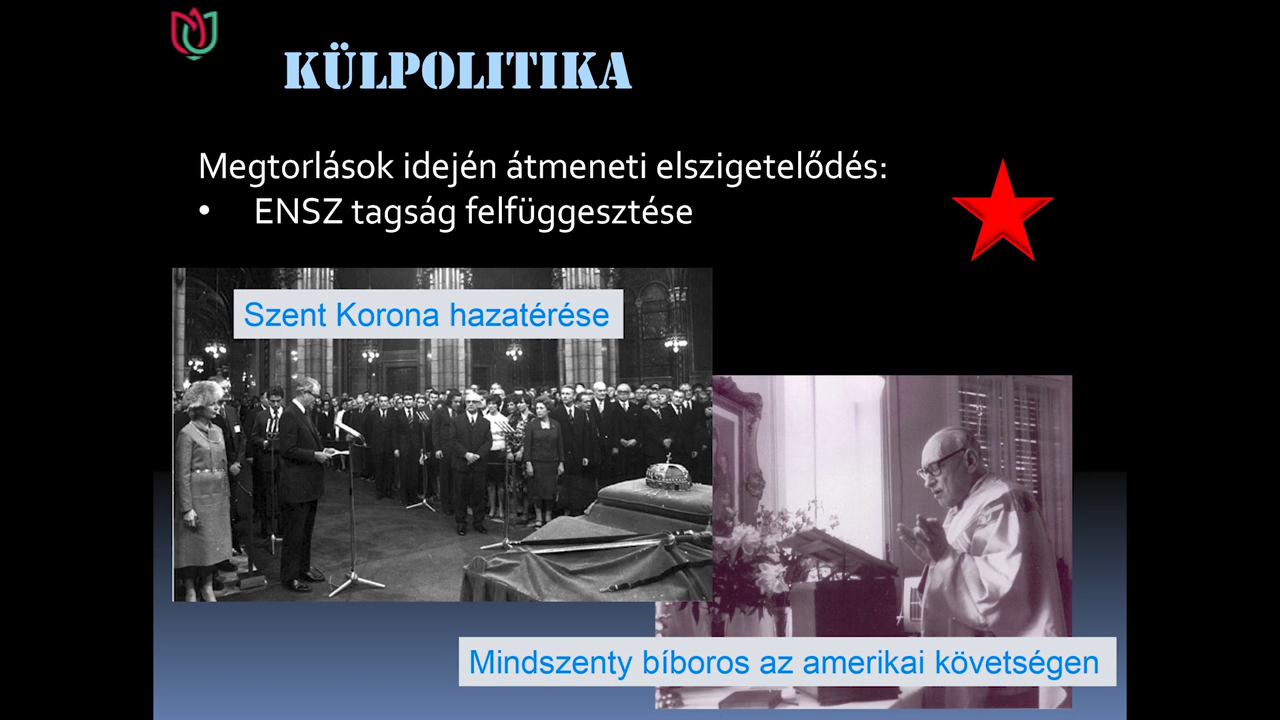 KÜLPOLITIKA
Megtorlások idején átmeneti elszigetelődés:
• ENSZ tagság felfüggesztése
Szent Korona hazatérése
Mindszenty bíboros az amerikai követségen